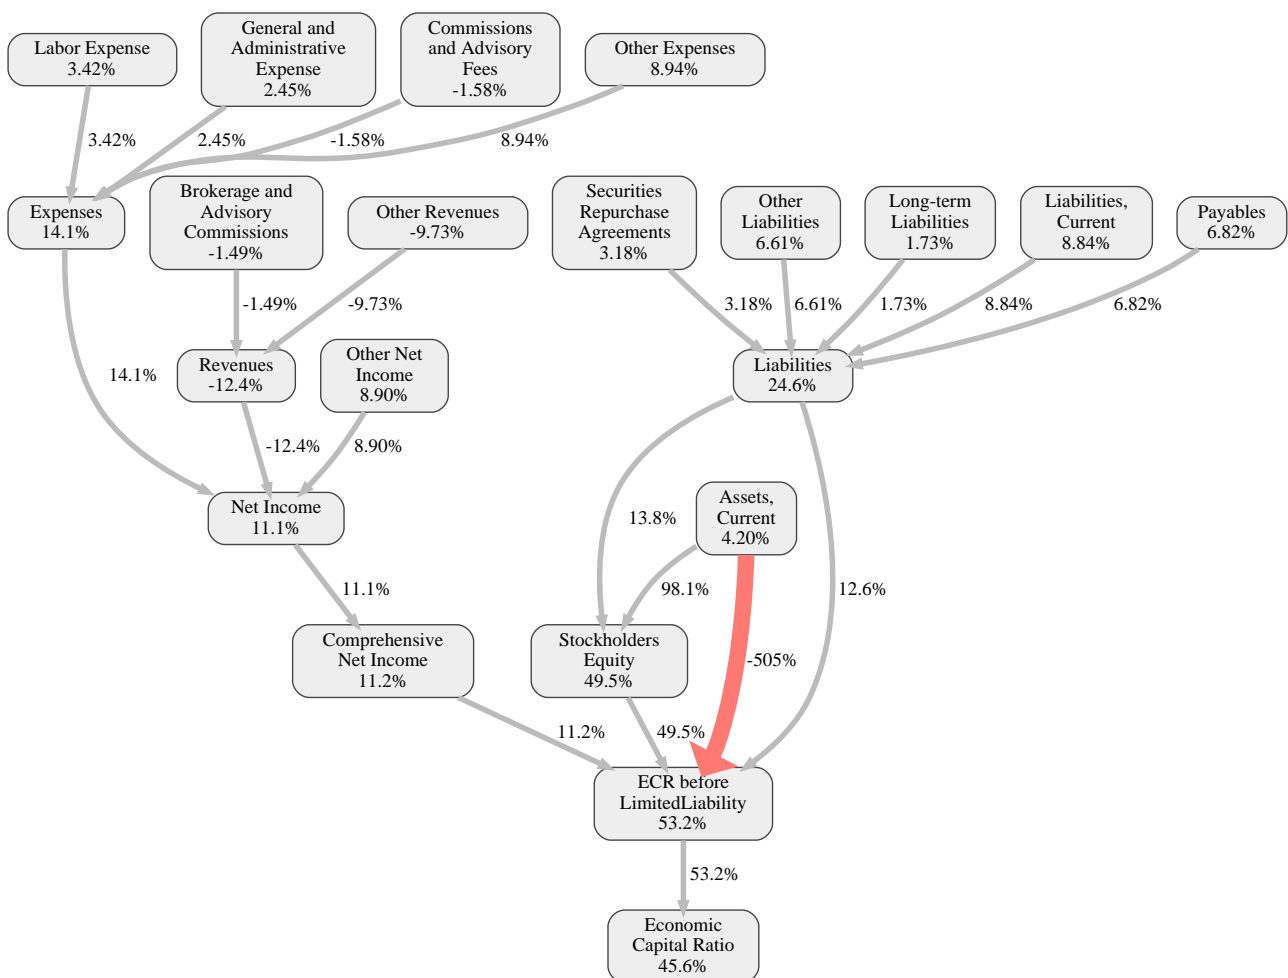 Labor Expense
3.42%
General and
Administrative
Expense
2.45%
Commissions
and Advisory
Fees
-1.58%
Other Expenses
8.94%
3.42%
2.45%
-1.58%
8.94%
Expenses
14.1%
Brokerage and
Advisory
Commissions
-1.49%
Other Revenues
-9.73%
Securities
Repurchase
Agreements
3.18%
Other
Liabilities
6.61%
Long-term
Liabilities
1.73%
Liabilities,
Current
8.84%
Payables
6.82%
-1.49%
-9.73%
3.18%
6.61%
1.73%
8.84%
6.82%
14.1%
Revenues
-12.4%
Other Net
Income
8.90%
Liabilities
24.6%
-12.4%
8.90%
Net Income
11.1%
13.8%
Assets,
Current
4.20%
11.1%
98.1%
12.6%
Comprehensive
Net Income
11.2%
Stockholders
Equity
49.5%
-505%
11.2%
49.5%
ECR before
LimitedLiability
53.2%
53.2%
Economic
Capital Ratio
45.6%